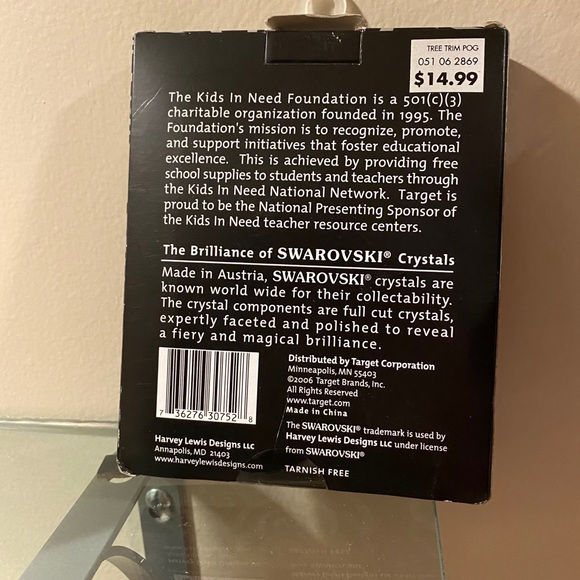 TREE TRIM POG
051 06 2869
$14.99
The Kids In Need Foundation is a 501(c)(3)
charitable organization founded in 1995. The
Foundation's mission is to recognize, promote,
and support initiatives that foster educational
excellence. This is achieved by providing free
school supplies to students and teachers through
the Kids In Need National Network. Target is
proud to be the National Presenting Sponsor of
the Kids In Need teacher resource centers.
The Brilliance of SWAROVSKI® Crystals
Made in Austria, SWAROVSKI® crystals are
known world wide for their collectability.
The crystal components are full cut crystals,
expertly faceted and polished to reveal
a fiery and magical brilliance.
7 36276 30752 8
Harvey Lewis Designs LLC
Annapolis, MD 21403
www.harveylewisdesigns.com
Distributed by Target Corporation
Minneapolis, MN 55403
©2006 Target Brands, Inc.
All Rights Reserved
www.target.com
Made in China
The SWAROVSKI® trademark is used by
Harvey Lewis Designs LLC under license
from SWAROVSKI®
TARNISH FREE